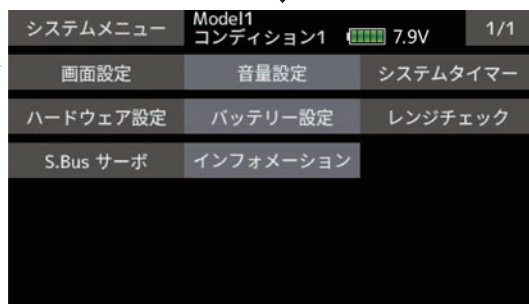 システムメニュー
Model1
コンディション1 7.9V
1/1
画面設定 音量設定 システムタイマー
ハードウェア設定 バッテリー設定 レンジチェック
S.Bus サーボ インフォメーション